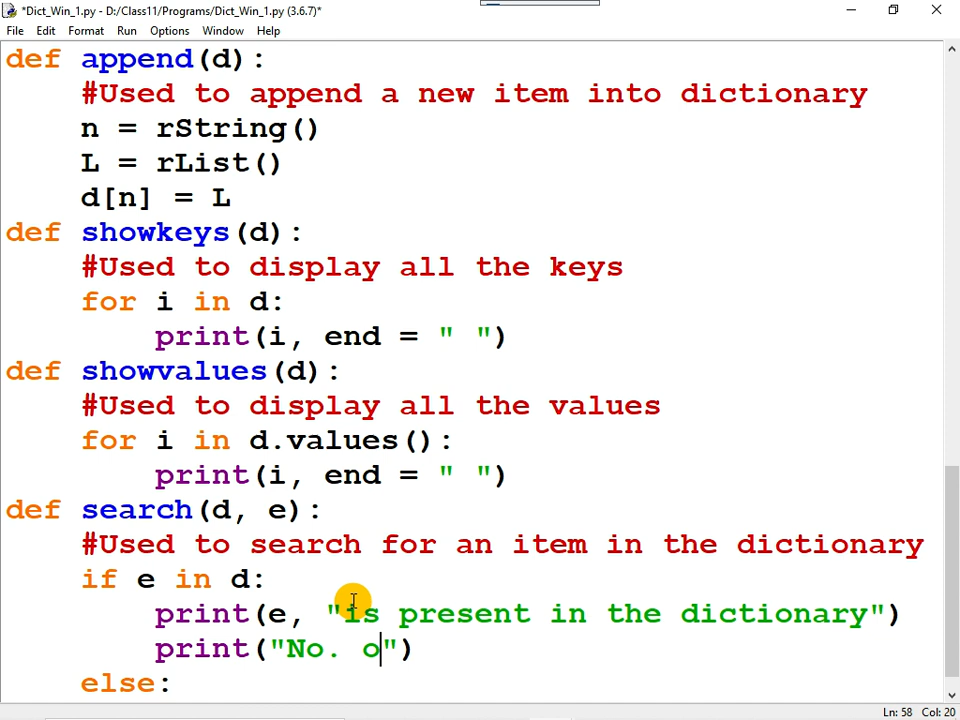 *Dict_Win_1.py - D:/Class11/Programs/Dict_Win_1.py (3.6.7)*
File Edit Format Run Options Window Help
def append(d):
    #Used to append a new item into dictionary
    n = rString()
    L = rList()
    d[n] = L
def showkeys(d):
    #Used to display all the keys
    for i in d:
        print(i, end = " ")
def showvalues(d):
    #Used to display all the values
    for i in d.values():
        print(i, end = " ")
def search(d, e):
    #Used to search for an item in the dictionary
    if e in d:
        print(e, "is present in the dictionary")
        print("No. o")
    else:
Ln: 58 Col: 20